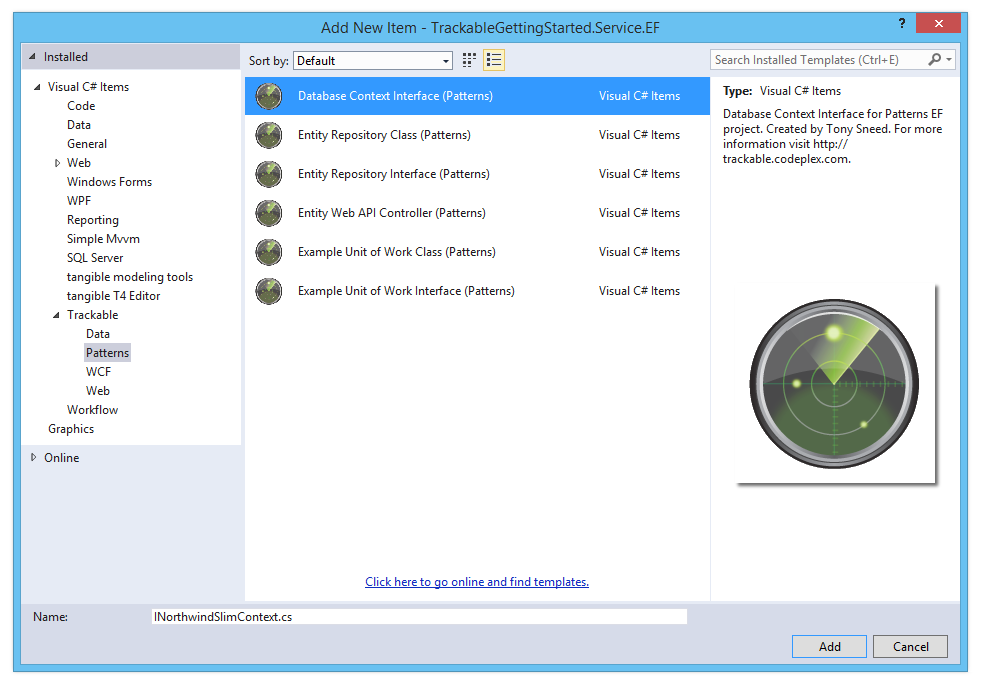 Add New Item - TrackableGettingStarted.Service.EF
?
Installed
Sort by: Default
Search Installed Templates (Ctrl+E)
Visual C# Items
Code
Data
General
Web
Windows Forms
WPF
Reporting
Simple Mvvm
SQL Server
tangible modeling tools
tangible T4 Editor
Trackable
Data
Patterns
WCF
Web
Workflow
Graphics
Online
Database Context Interface (Patterns) Visual C# Items
Entity Repository Class (Patterns) Visual C# Items
Entity Repository Interface (Patterns) Visual C# Items
Entity Web API Controller (Patterns) Visual C# Items
Example Unit of Work Class (Patterns) Visual C# Items
Example Unit of Work Interface (Patterns) Visual C# Items
Click here to go online and find templates.
Type: Visual C# Items
Database Context Interface for Patterns EF
project. Created by Tony Sneed. For more
information visit http://
trackable.codeplex.com.
Name: INorthwindSlimContext.cs
Add
Cancel